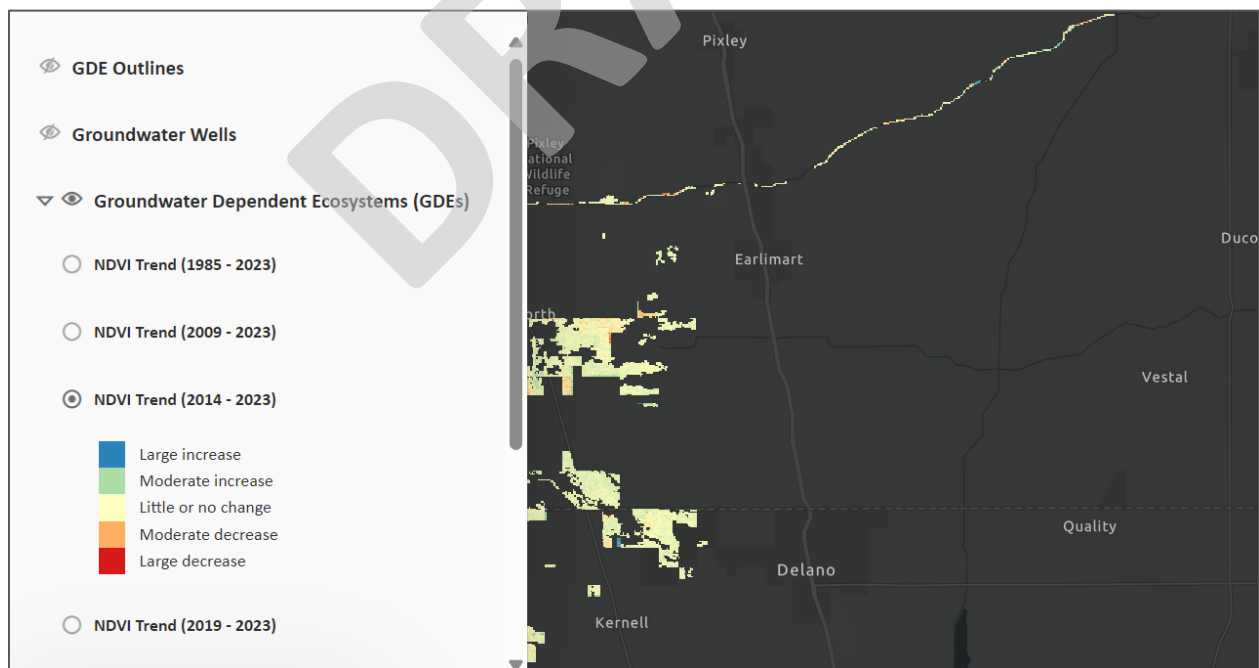 GDE Outlines
Groundwater Wells
Groundwater Dependent Ecosystems (GDEs)
NDVI Trend (1985 - 2023)
NDVI Trend (2009 - 2023)
NDVI Trend (2014 - 2023)
Large increase
Moderate increase
Little or no change
Moderate decrease
Large decrease
NDVI Trend (2019 - 2023)
Pixley
Pixley
ational
Wildlife
Refuge
Duco
Earlimart
orth
Vestal
Quality
Delano
Kernell